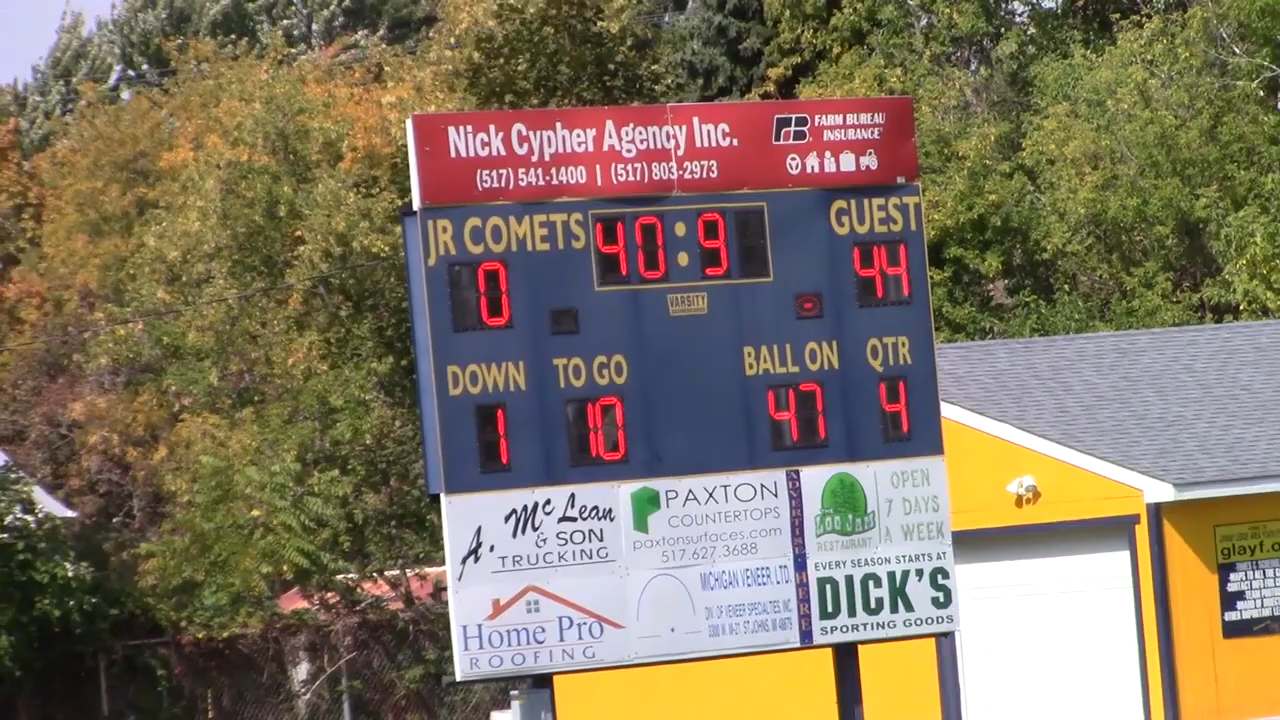 Nick Cypher Agency Inc.
(517) 541-1400 | (517) 803-2973
FB FARM BUREAU INSURANCE
JR COMETS 40:9 GUEST
0 44
VARSITY
DOWN TO GO BALL ON QTR
1 10 47 4
A. McLean & SON TRUCKING
PAXTON COUNTERTOPS
paxtonsurfaces.com
517.627.3688
ADVERTISE HERE
THE LOG JAM RESTAURANT
OPEN 7 DAYS A WEEK
Home Pro ROOFING
MICHIGAN VENEER, LTD.
DIV. OF VENEER SPECIALTIES, INC.
EVERY SEASON STARTS AT
DICK'S
SPORTING GOODS
glayf.o